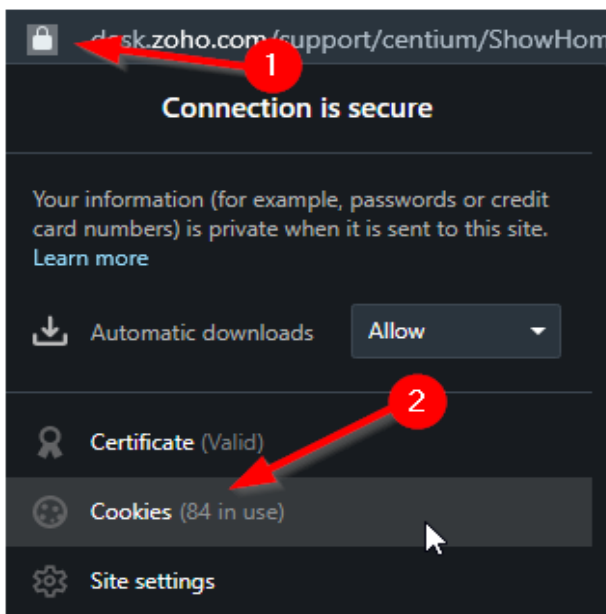 desk.zoho.com/support/centium/ShowHom
1
Connection is secure
Your information (for example, passwords or credit
card numbers) is private when it is sent to this site.
Learn more
Automatic downloads
Allow
2
Certificate (Valid)
Cookies (84 in use)
Site settings